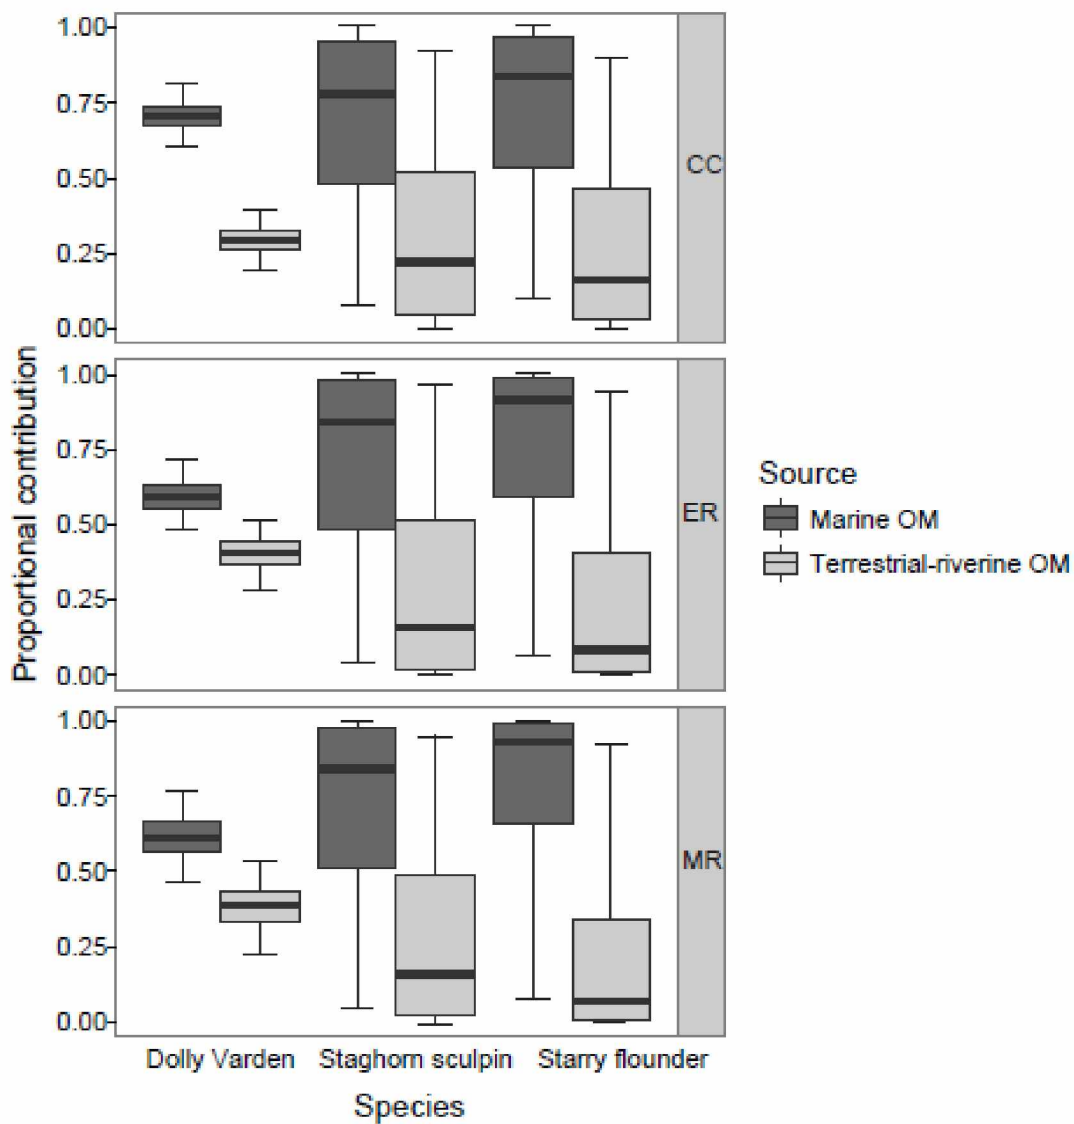 1.00
0.75
0.50
0.25
0.00
CC
1.00
0.75
0.50
0.25
0.00
ER
1.00
0.75
0.50
0.25
0.00
MR
Proportional contribution
Dolly Varden Staghorn sculpin Starry flounder
Species
Source
Marine OM
Terrestrial-riverine OM